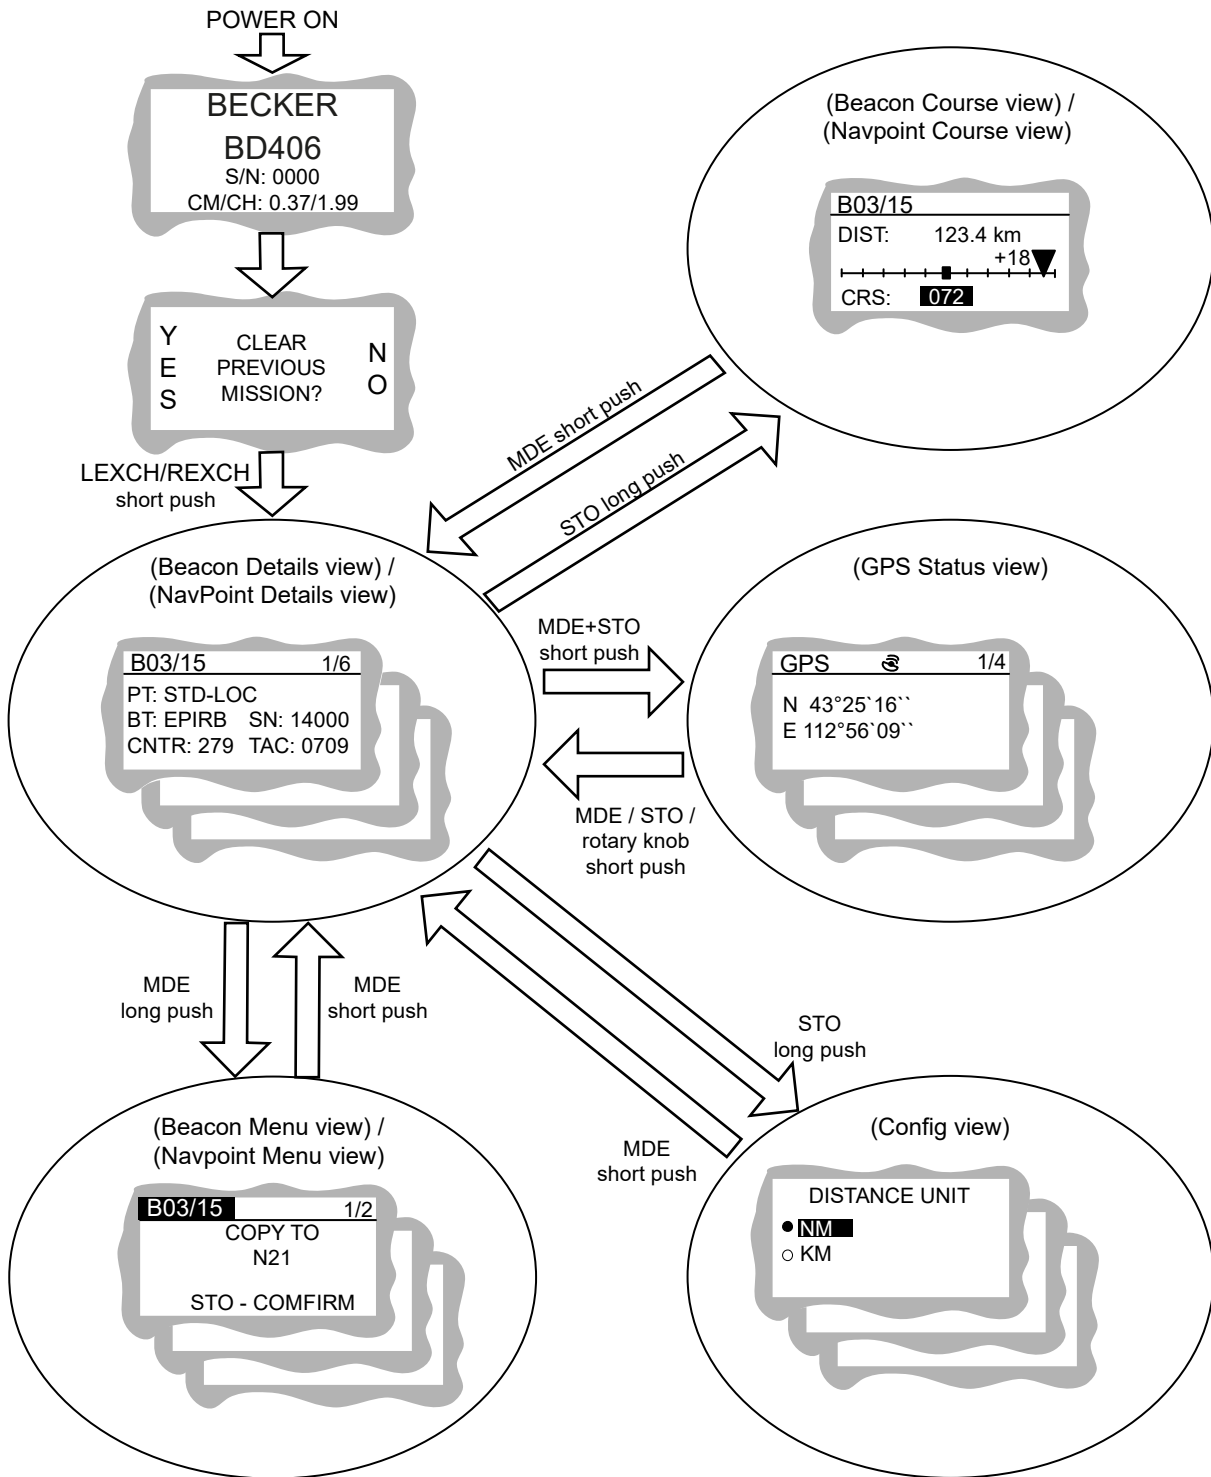 POWER ON
BECKER
BD406
S/N: 0000
CM/CH: 0.37/1.99
YES
CLEAR
PREVIOUS
MISSION?
NO
LEXCH/REXCH
short push
(Beacon Course view) /
(Navpoint Course view)
B03/15
DIST: 123.4 km
+18
CRS: 072
MDE short push
STO long push
(Beacon Details view) /
(NavPoint Details view)
B03/15 1/6
PT: STD-LOC
BT: EPIRB SN: 14000
CNTR: 279 TAC: 0709
MDE+STO
short push
(GPS Status view)
GPS 1/4
N 43°25`16``
E 112°56`09``
MDE / STO /
rotary knob
short push
MDE
long push
MDE
short push
STO
long push
MDE
short push
(Beacon Menu view) /
(Navpoint Menu view)
B03/15 1/2
COPY TO
N21
STO - COMFIRM
(Config view)
DISTANCE UNIT
NM
KM